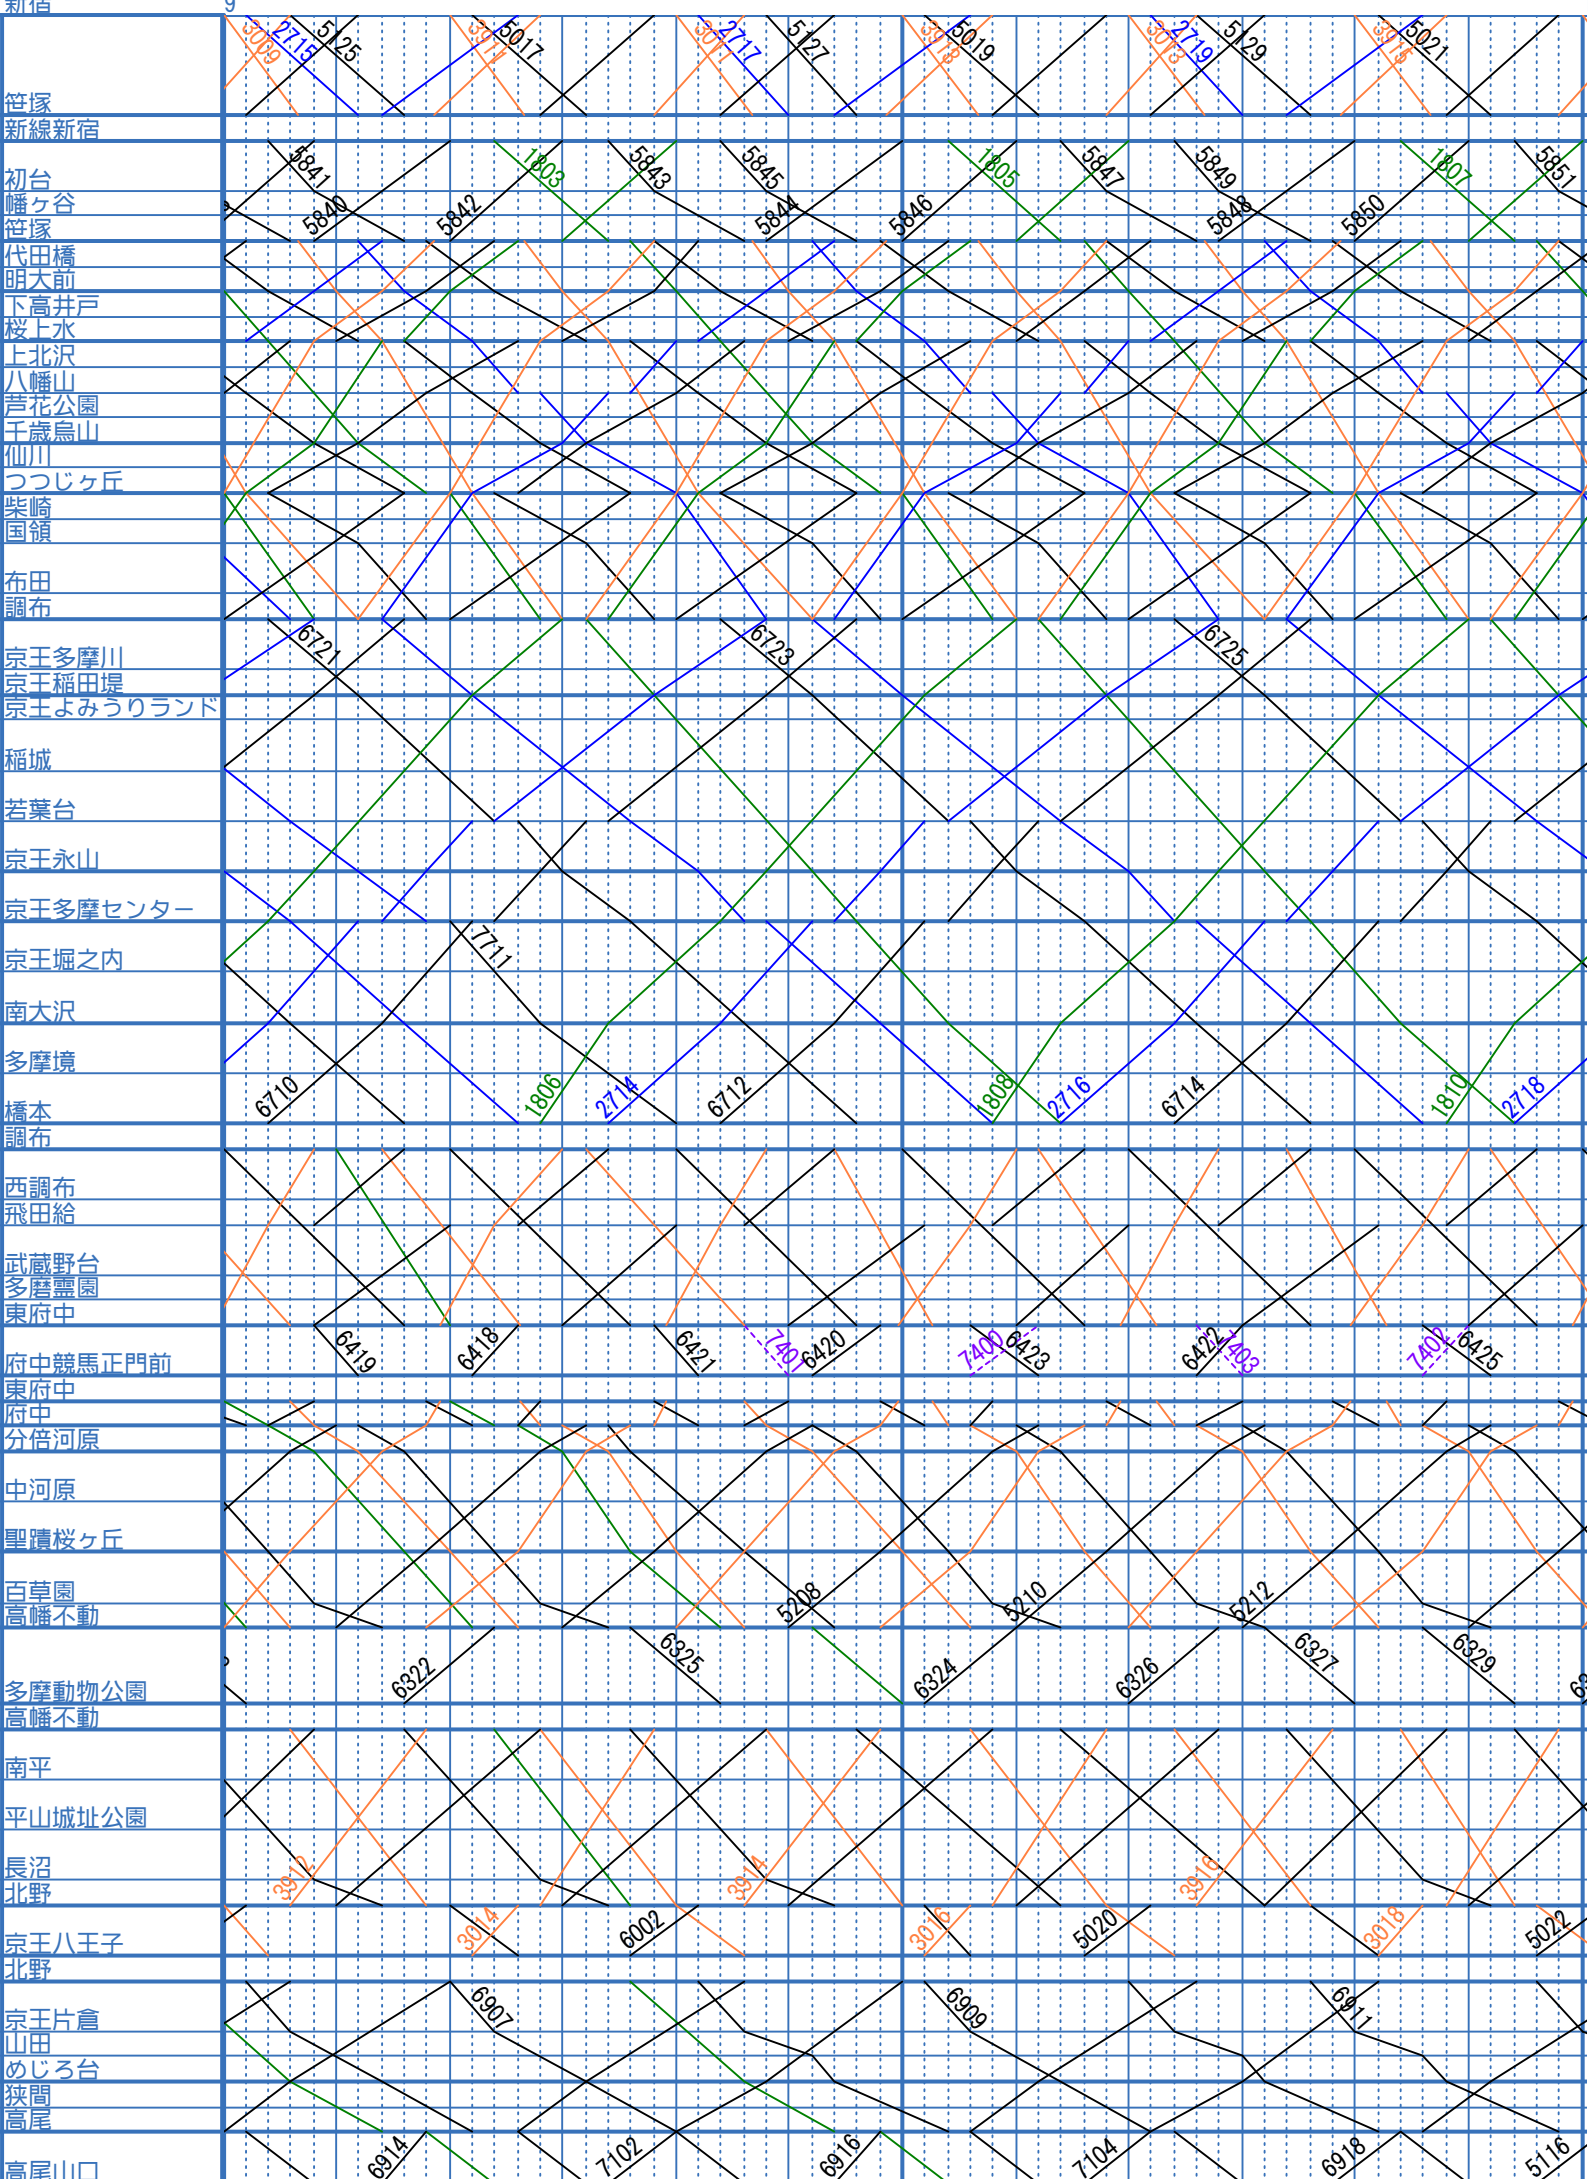 新宿 9
3009 2715 5125 3911 5017 3011 2717 5127 3913 5019 3013 2719 5129 3915 5021
笹塚
新線新宿
5841 1803 5843 5845 1805 5847 5849 1807 5851
初台
幡ヶ谷
5840 5842 5844 5846 5848 5850
笹塚
代田橋
明大前
下高井戸
桜上水
上北沢
八幡山
芦花公園
千歳烏山
仙川
つつじヶ丘
柴崎
国領
布田
調布
6721 6723 6725
京王多摩川
京王稲田堤
京王よみうりランド
稲城
若葉台
京王永山
京王多摩センター
7711
京王堀之内
南大沢
多摩境
6710 1806 2714 6712 1808 2716 6714 1810 2718
橋本
調布
西調布
飛田給
武蔵野台
多磨霊園
東府中
6419 6418 6421 7401 6420 7400 6423 6422 7403 7402 6425
府中競馬正門前
東府中
府中
分倍河原
中河原
聖蹟桜ヶ丘
百草園
5208 5210 5212
高幡不動
6322 6325 6324 6326 6327 6329
多摩動物公園
高幡不動
南平
平山城址公園
長沼
3912 3914 3916
北野
3014 6002 3016 5020 3018 5022
京王八王子
北野
6907 6909 6911
京王片倉
山田
めじろ台
狭間
高尾
6914 7102 6916 7104 6918 5116
高尾山口